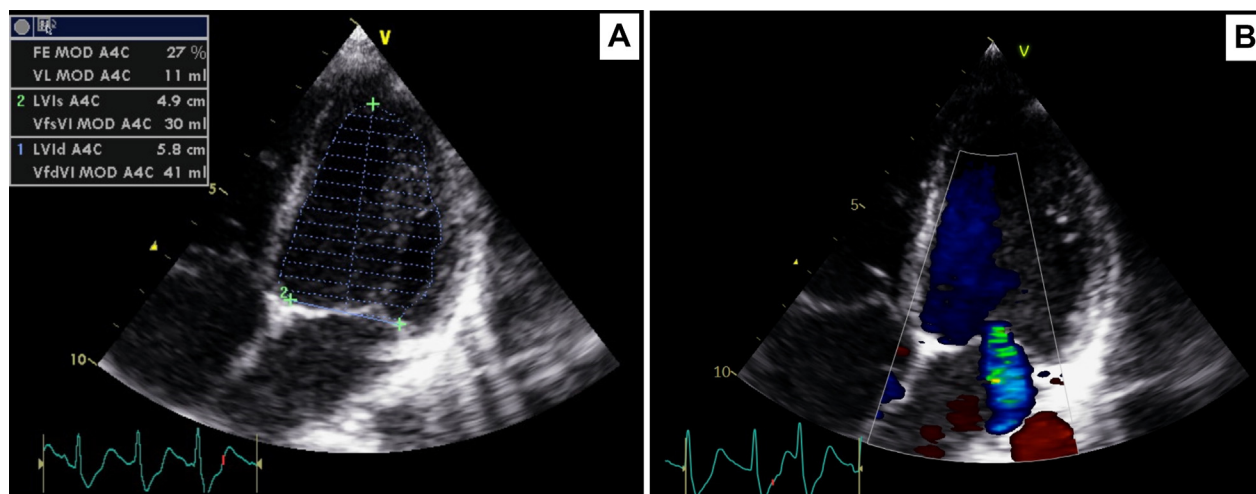 A
B
FE MOD A4C 27 %
VL MOD A4C 11 ml
2 LVIs A4C 4.9 cm
VfsVI MOD A4C 30 ml
1 LVId A4C 5.8 cm
VfdVI MOD A4C 41 ml
V
V
5
5
2
10
10